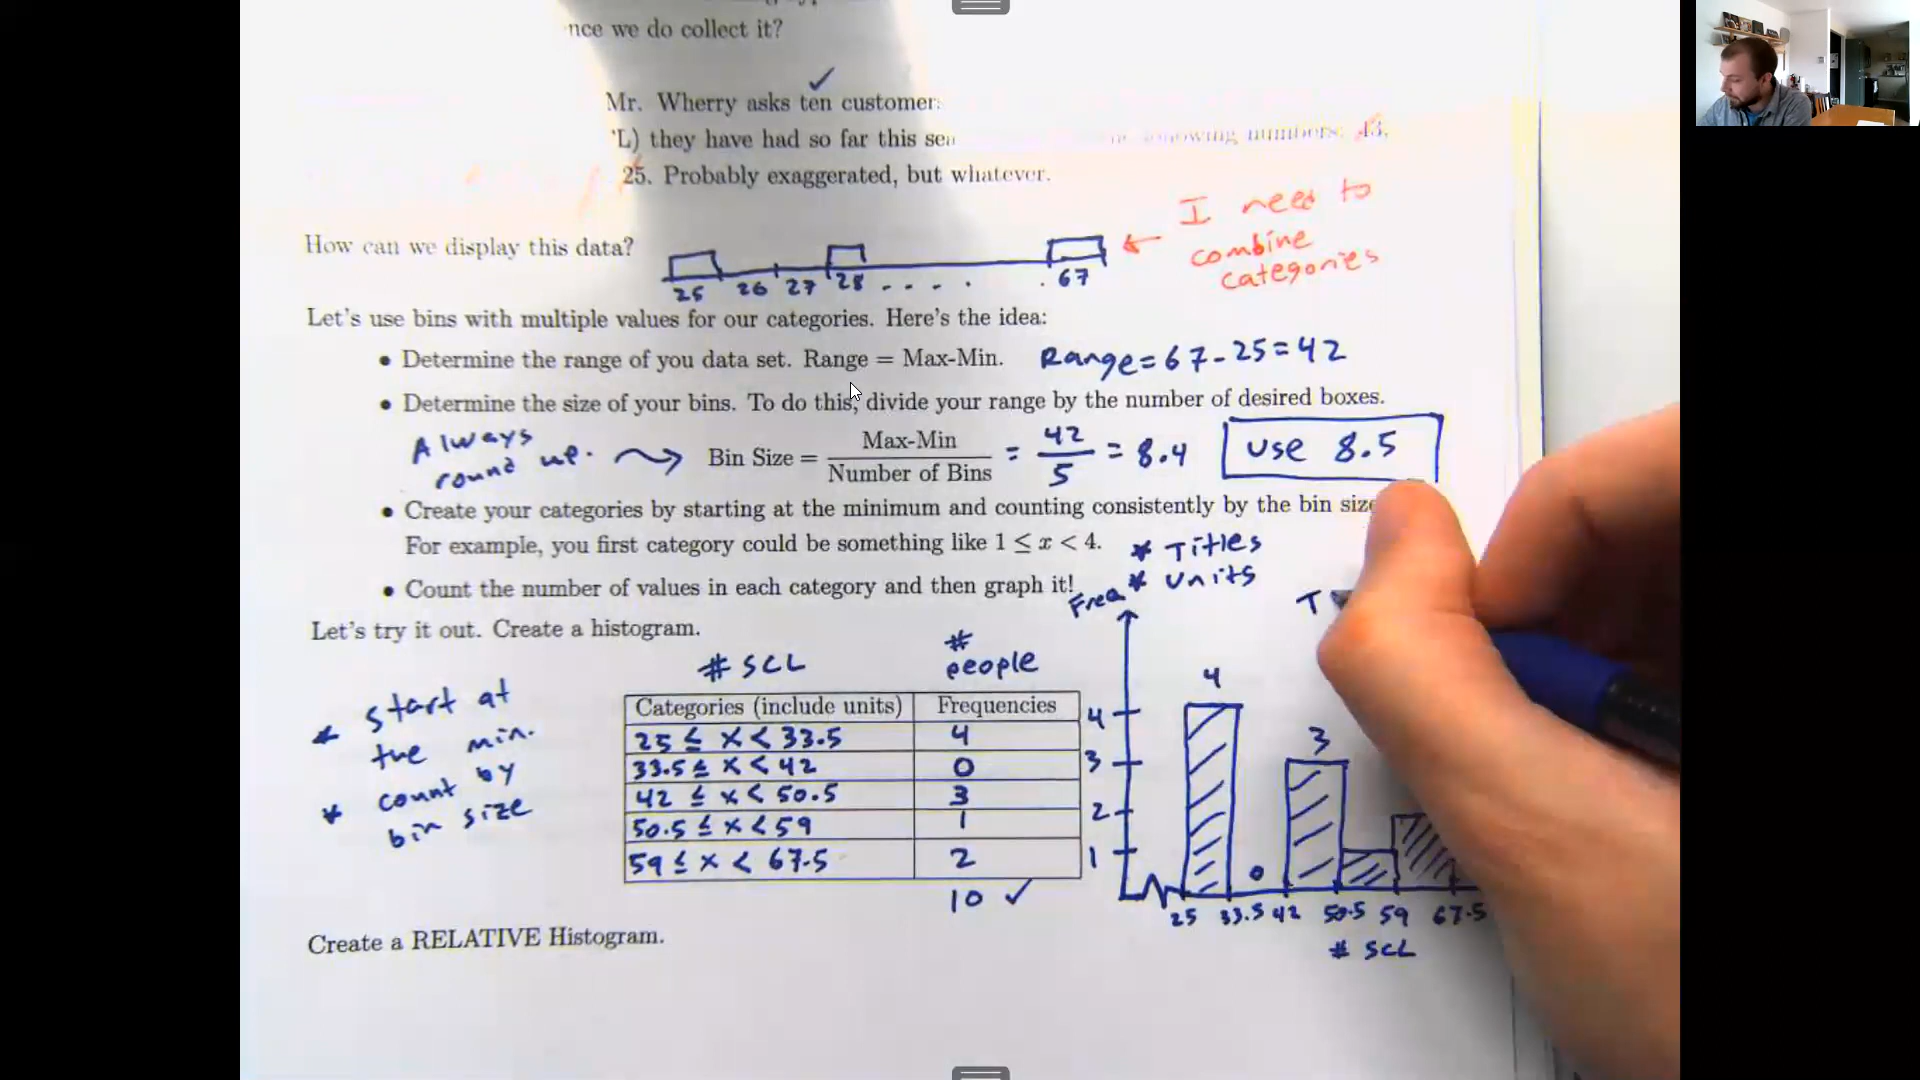 nce we do collect it?
Mr. Wherry asks ten customer
L) they have had so far this sea
numbers: 43,
25. Probably exaggerated, but whatever.
I need to
combine
categories
How can we display this data?
25 26 27 28 . . . . . 67
Let's use bins with multiple values for our categories. Here's the idea:
• Determine the range of you data set. Range = Max-Min. Range = 67 - 25 = 42
• Determine the size of your bins. To do this, divide your range by the number of desired boxes.
Always
round up.
Bin Size = Max-Min / Number of Bins = 42 / 5 = 8.4 use 8.5
• Create your categories by starting at the minimum and counting consistently by the bin size
For example, you first category could be something like 1 ≤ x < 4.
* Titles
• Count the number of values in each category and then graph it!
* Units
Let's try it out. Create a histogram.
* start at
the min.
* count by
bin size
# SCL # people
Categories (include units) Frequencies
25 ≤ x < 33.5 4
33.5 ≤ x < 42 0
42 ≤ x < 50.5 3
50.5 ≤ x < 59 1
59 ≤ x < 67.5 2
10 ✓
Freq
T
4
3
4
3
2
1
0
25 33.5 42 50.5 59 67.5
# SCL
Create a RELATIVE Histogram.